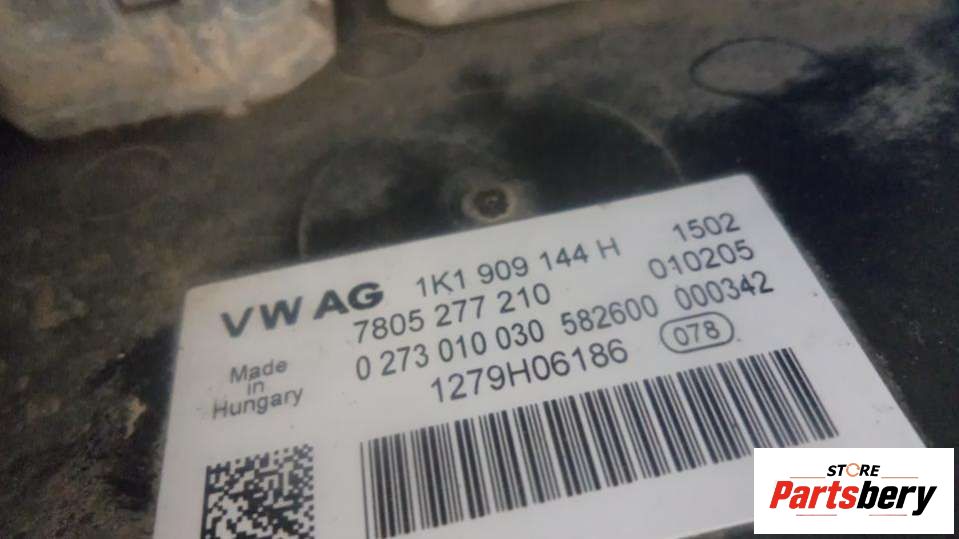 VW AG 1K1 909 144 H 1502
7805 277 210 010205
0 273 010 030 582600 000342
Made
in
Hungary
1279H06186 078
STORE
Partsbery